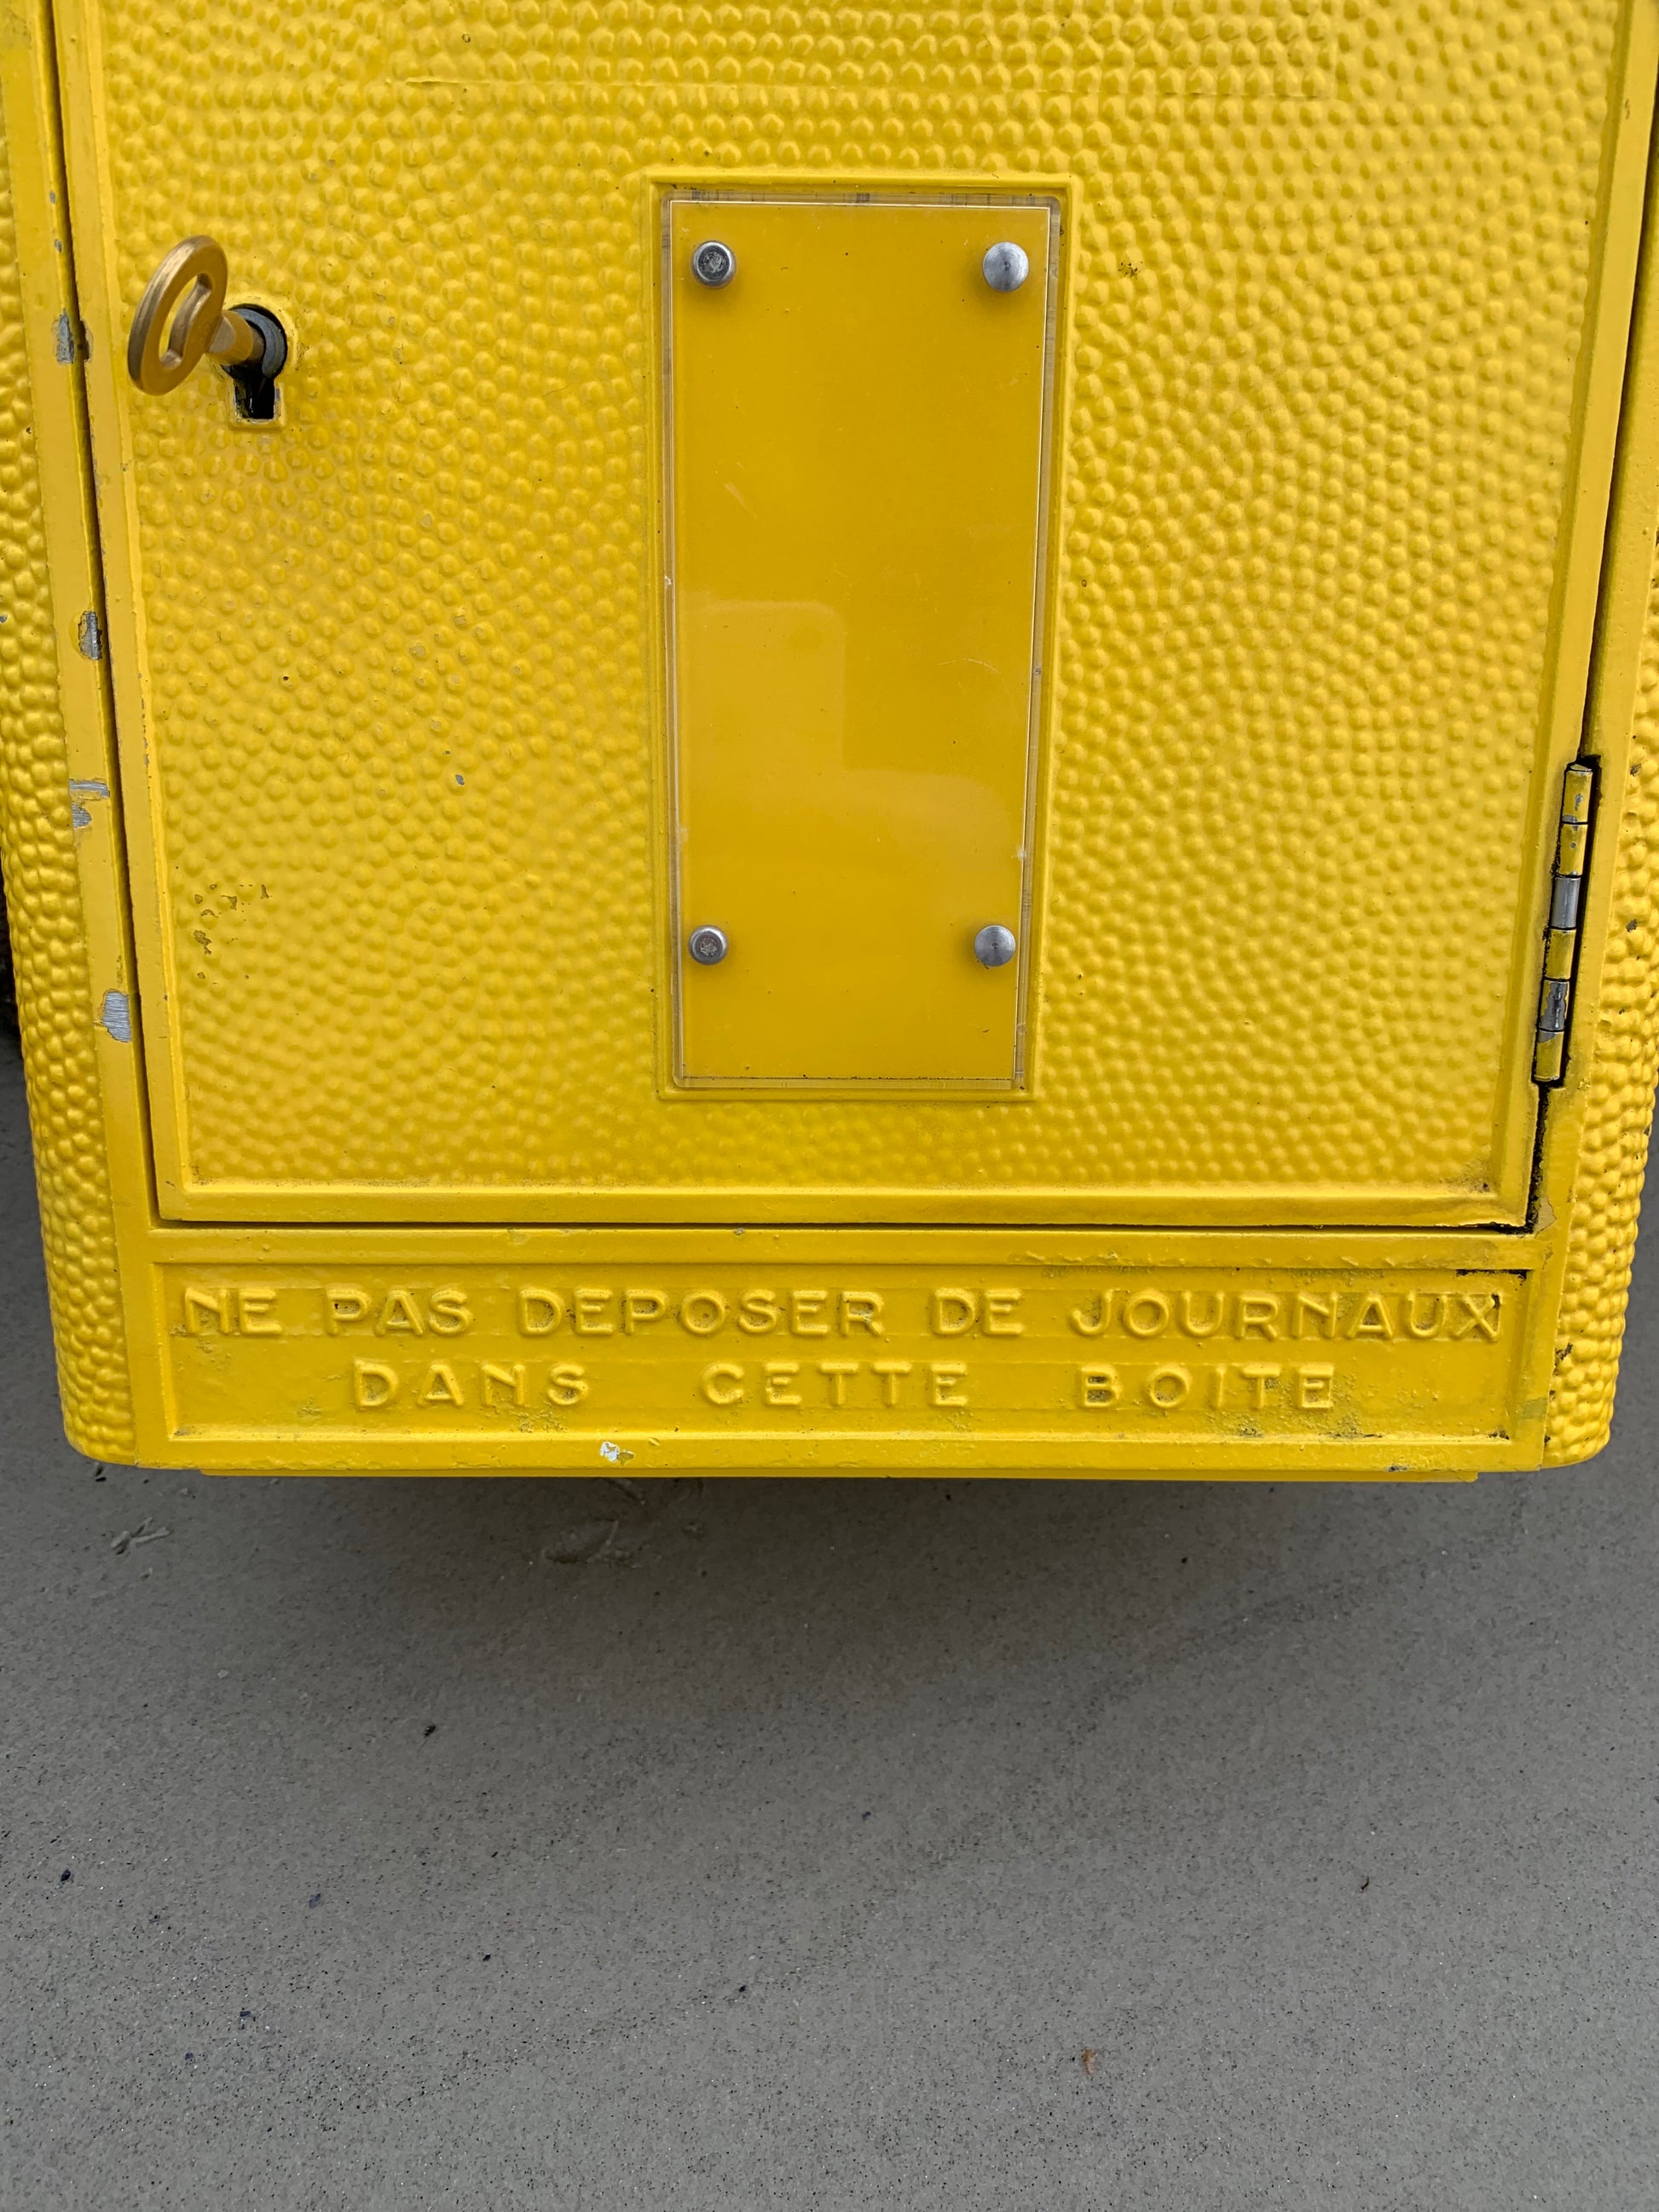 NE PAS DEPOSER DE JOURNAUX
DANS CETTE BOITE